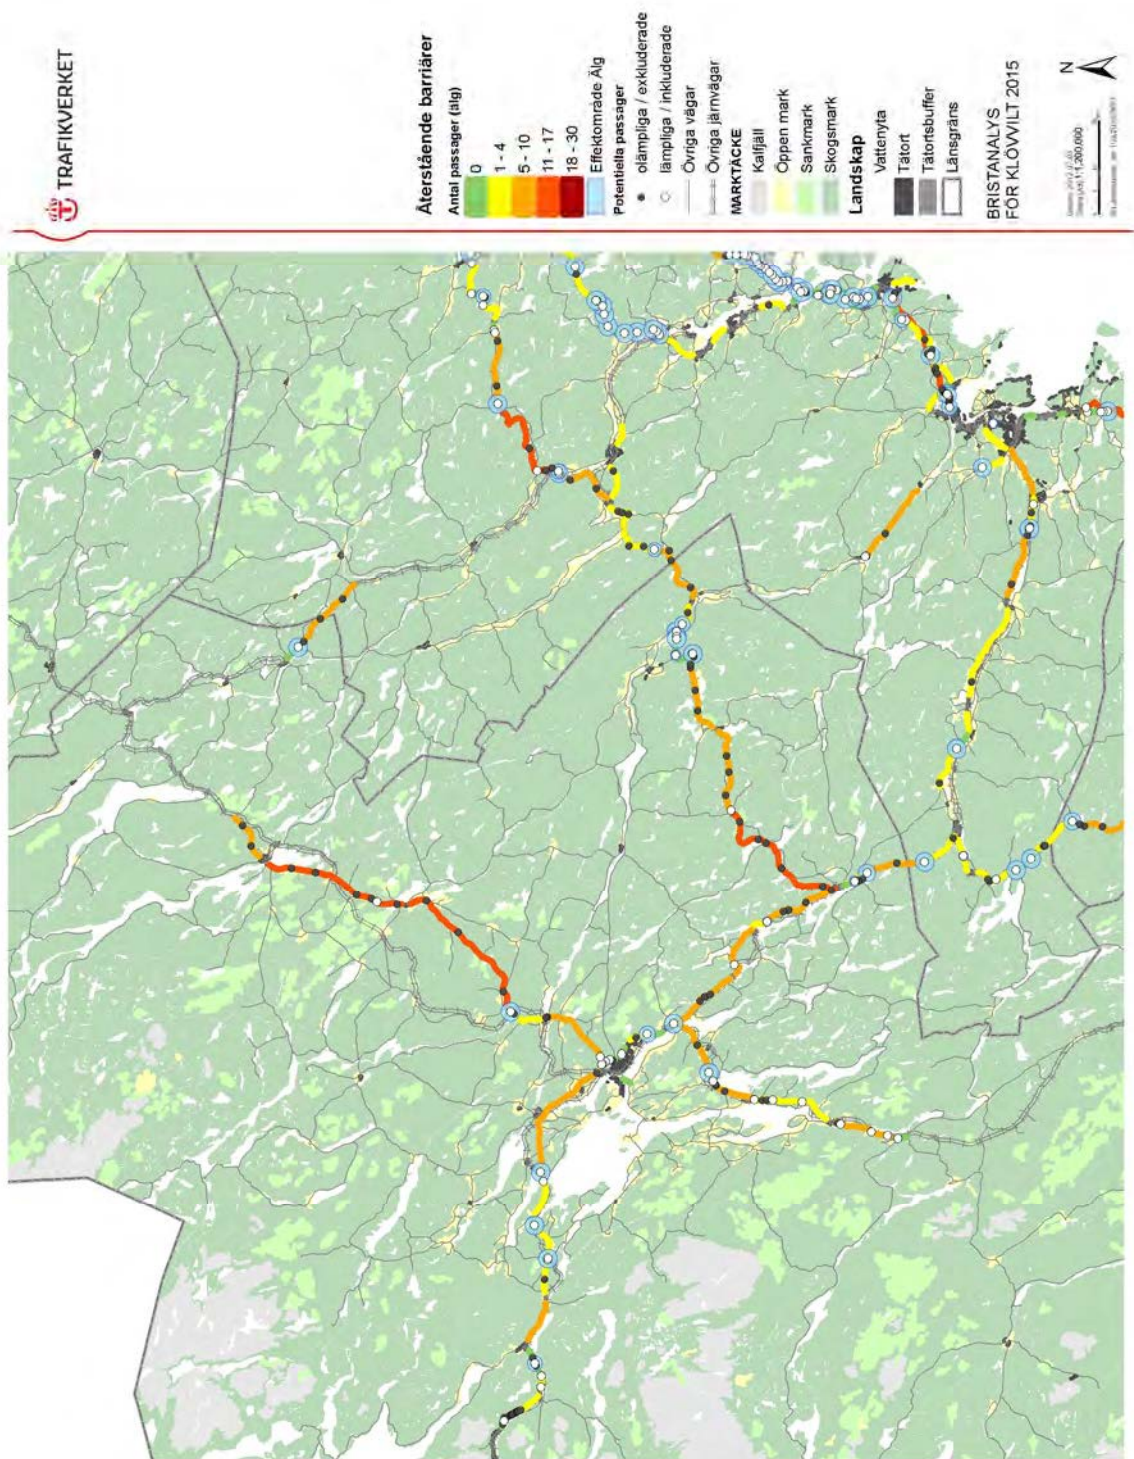 TRAFIKVERKET
Återstående barriärer
Antal passager (älg)
0
1 - 4
5 - 10
11 - 17
18 - 30
Effektområde Älg
Potentiella passager
olämpliga / exkluderade
lämpliga / inkluderade
Övriga vägar
Övriga järnvägar
MARKTÄCKE
Kalfjäll
Öppen mark
Sankmark
Skogsmark
Landskap
Vattenyta
Tätort
Tätortsbuffer
Länsgräns
BRISTANALYS
FÖR KLÖVVILT 2015
N